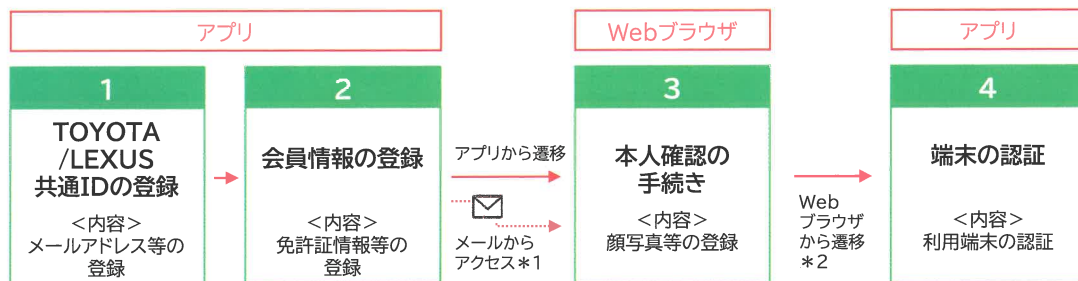 アプリ
Webブラウザ
アプリ
1
TOYOTA
/LEXUS
共通IDの登録
<内容>
メールアドレス等の
登録
2
会員情報の登録
<内容>
免許証情報等の
登録
アプリから遷移
メールから
アクセス*1
3
本人確認の
手続き
<内容>
顔写真等の登録
Web
ブラウザ
から遷移
*2
4
端末の認証
<内容>
利用端末の認証